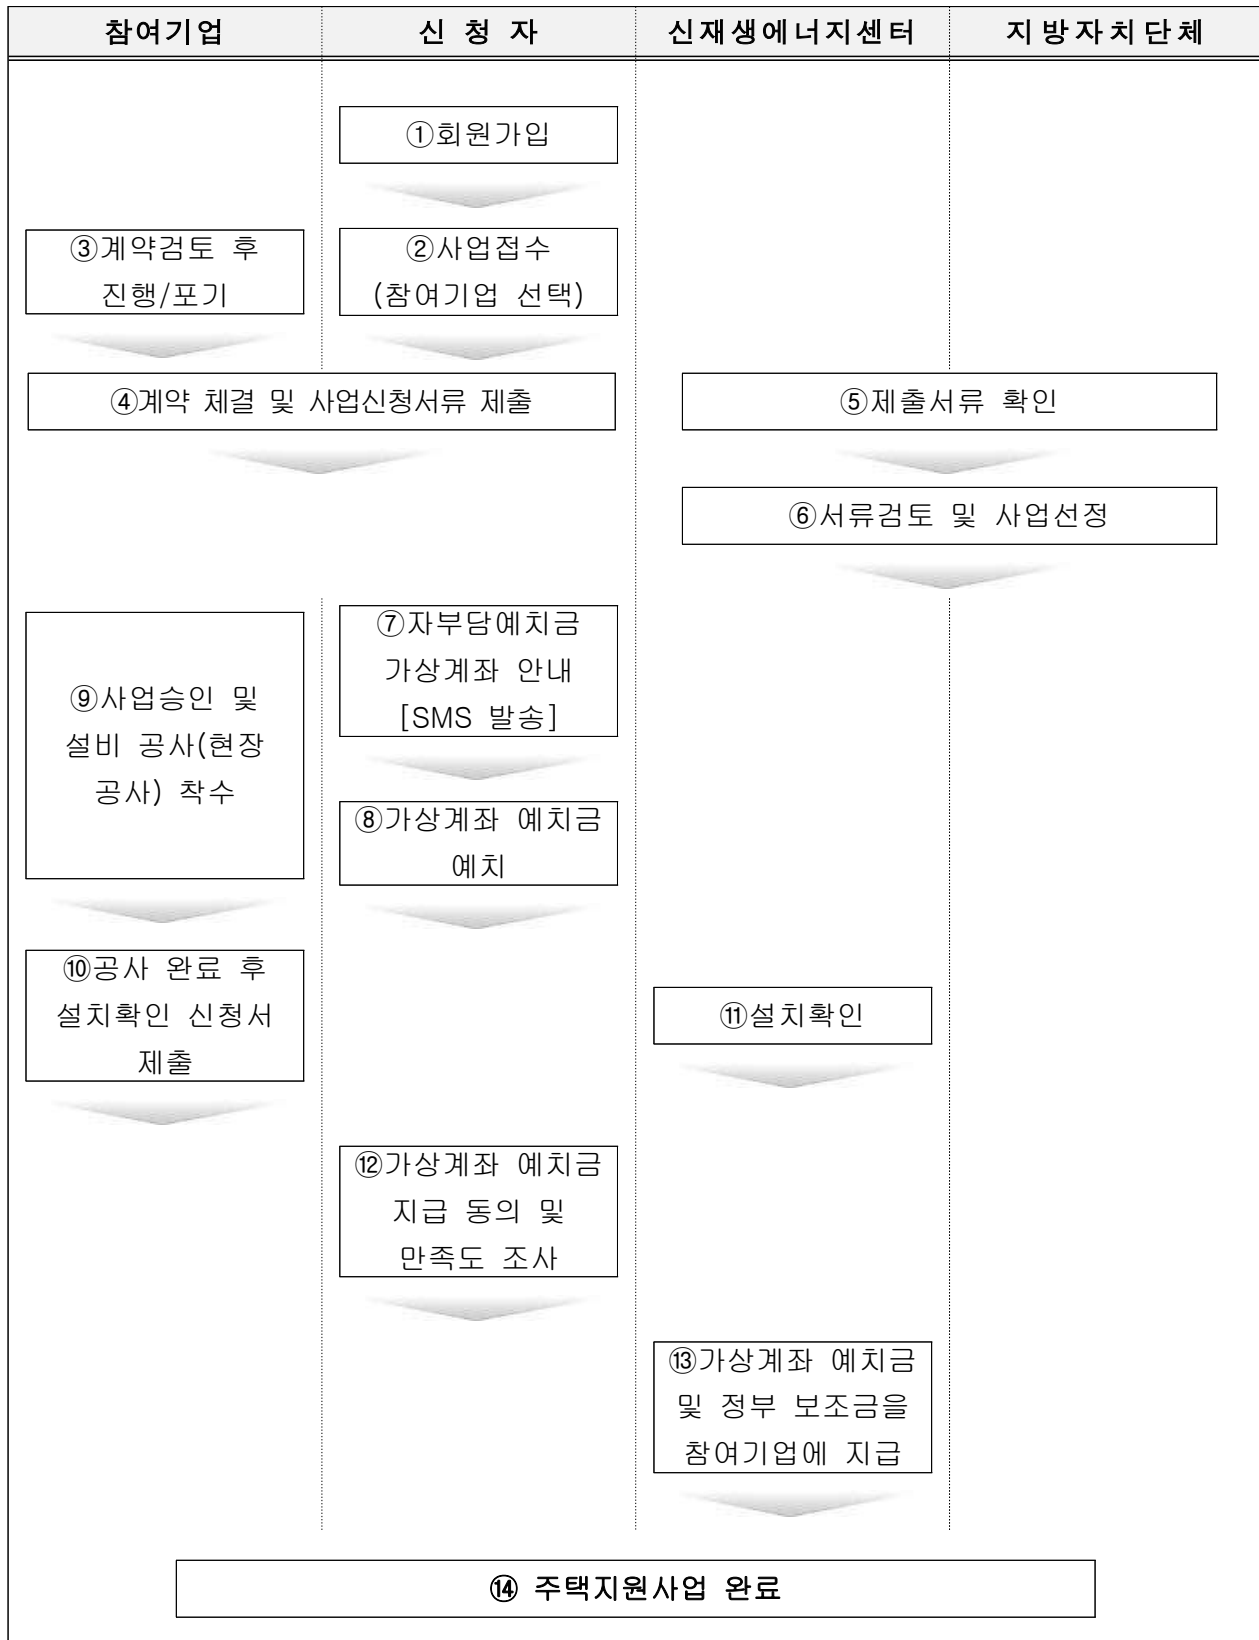 참여기업 신 청 자 신재생에너지센터 지방자치단체
①회원가입
③계약검토 후
진행/포기
②사업접수
(참여기업 선택)
④계약 체결 및 사업신청서류 제출
⑤제출서류 확인
⑥서류검토 및 사업선정
⑦자부담예치금
가상계좌 안내
[SMS 발송]
⑨사업승인 및
설비 공사(현장
공사) 착수
⑧가상계좌 예치금
예치
⑩공사 완료 후
설치확인 신청서
제출
⑪설치확인
⑫가상계좌 예치금
지급 동의 및
만족도 조사
⑬가상계좌 예치금
및 정부 보조금을
참여기업에 지급
⑭ 주택지원사업 완료